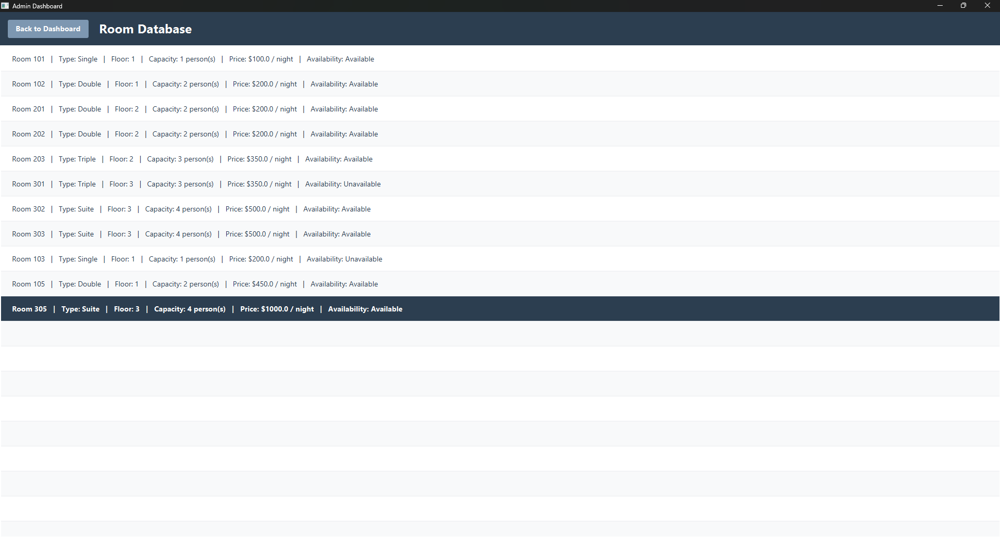 Admin Dashboard
Back to Dashboard Room Database
Room 101 | Type: Single | Floor: 1 | Capacity: 1 person(s) | Price: $100.0 / night | Availability: Available
Room 102 | Type: Double | Floor: 1 | Capacity: 2 person(s) | Price: $200.0 / night | Availability: Available
Room 201 | Type: Double | Floor: 2 | Capacity: 2 person(s) | Price: $200.0 / night | Availability: Available
Room 202 | Type: Double | Floor: 2 | Capacity: 2 person(s) | Price: $200.0 / night | Availability: Available
Room 203 | Type: Triple | Floor: 2 | Capacity: 3 person(s) | Price: $350.0 / night | Availability: Available
Room 301 | Type: Triple | Floor: 3 | Capacity: 3 person(s) | Price: $350.0 / night | Availability: Unavailable
Room 302 | Type: Suite | Floor: 3 | Capacity: 4 person(s) | Price: $500.0 / night | Availability: Available
Room 303 | Type: Suite | Floor: 3 | Capacity: 4 person(s) | Price: $500.0 / night | Availability: Available
Room 103 | Type: Single | Floor: 1 | Capacity: 1 person(s) | Price: $200.0 / night | Availability: Unavailable
Room 105 | Type: Double | Floor: 1 | Capacity: 2 person(s) | Price: $450.0 / night | Availability: Available
Room 305 | Type: Suite | Floor: 3 | Capacity: 4 person(s) | Price: $1000.0 / night | Availability: Available